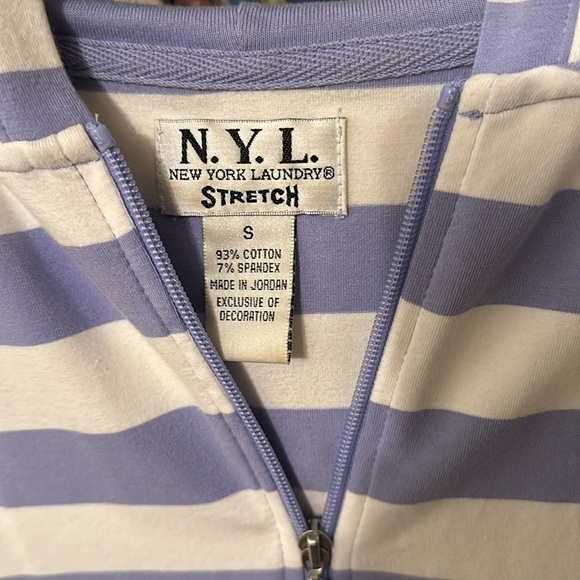 N.Y.L.
NEW YORK LAUNDRY®
STRETCH
S
93% COTTON
7% SPANDEX
MADE IN JORDAN
EXCLUSIVE OF
DECORATION